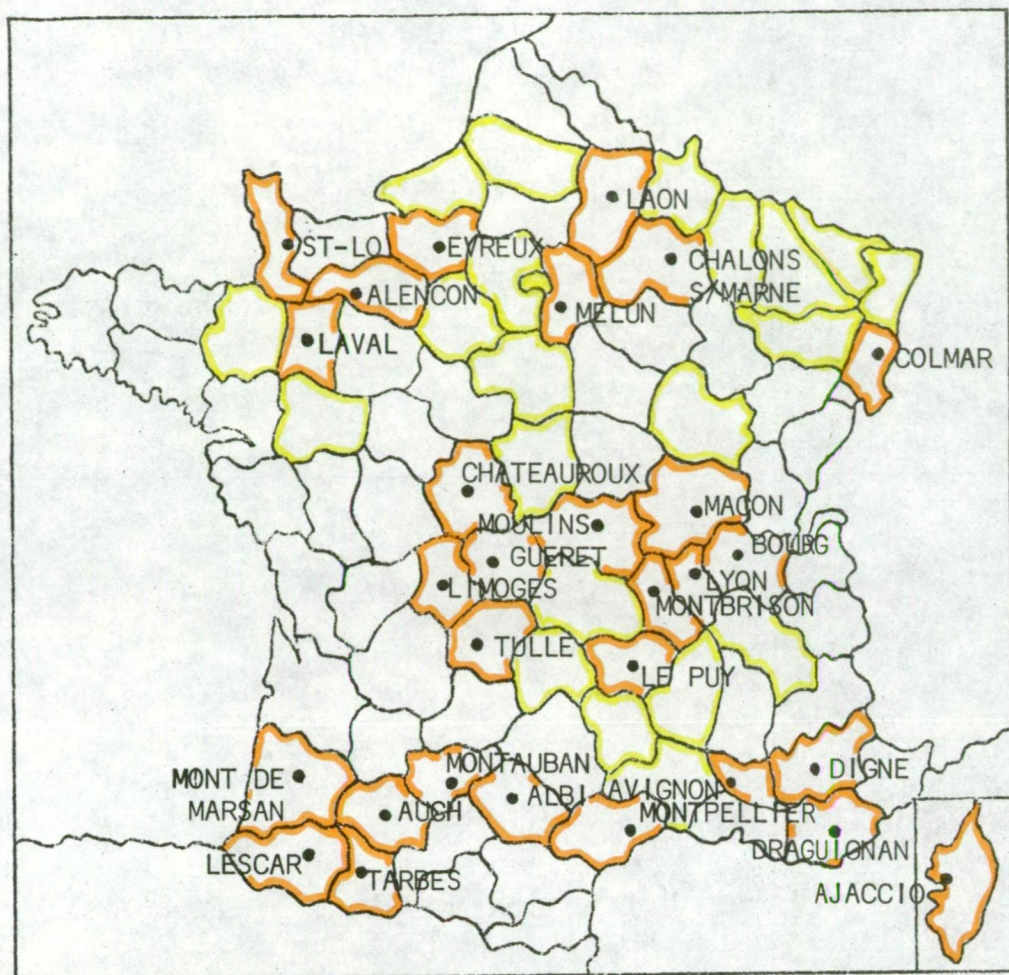 LAON
ST-LO
EVREUX
CHALONS
S/MARNE
ALENCON
MELUN
LAVAL
COLMAR
CHATEAUROUX
MACON
MOULINS
BOURG
GUERET
LYON
LIMOGES
MONTBRISON
TULLE
LE PUY
MONTAUBAN
DIGNE
MONT DE
MARSAN
AVIGNON
ALBI
MONTPELLIER
AUCH
DRAGUIGNAN
LESCAR
TARBES
AJACCIO